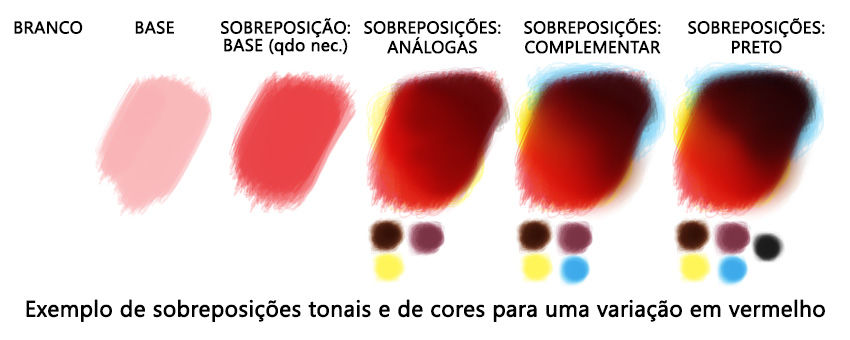 BRANCO
BASE
SOBREPOSIÇÃO:
BASE (qdo nec.)
SOBREPOSIÇÕES:
ANÁLOGAS
SOBREPOSIÇÕES:
COMPLEMENTAR
SOBREPOSIÇÕES:
PRETO
Exemplo de sobreposições tonais e de cores para uma variação em vermelho